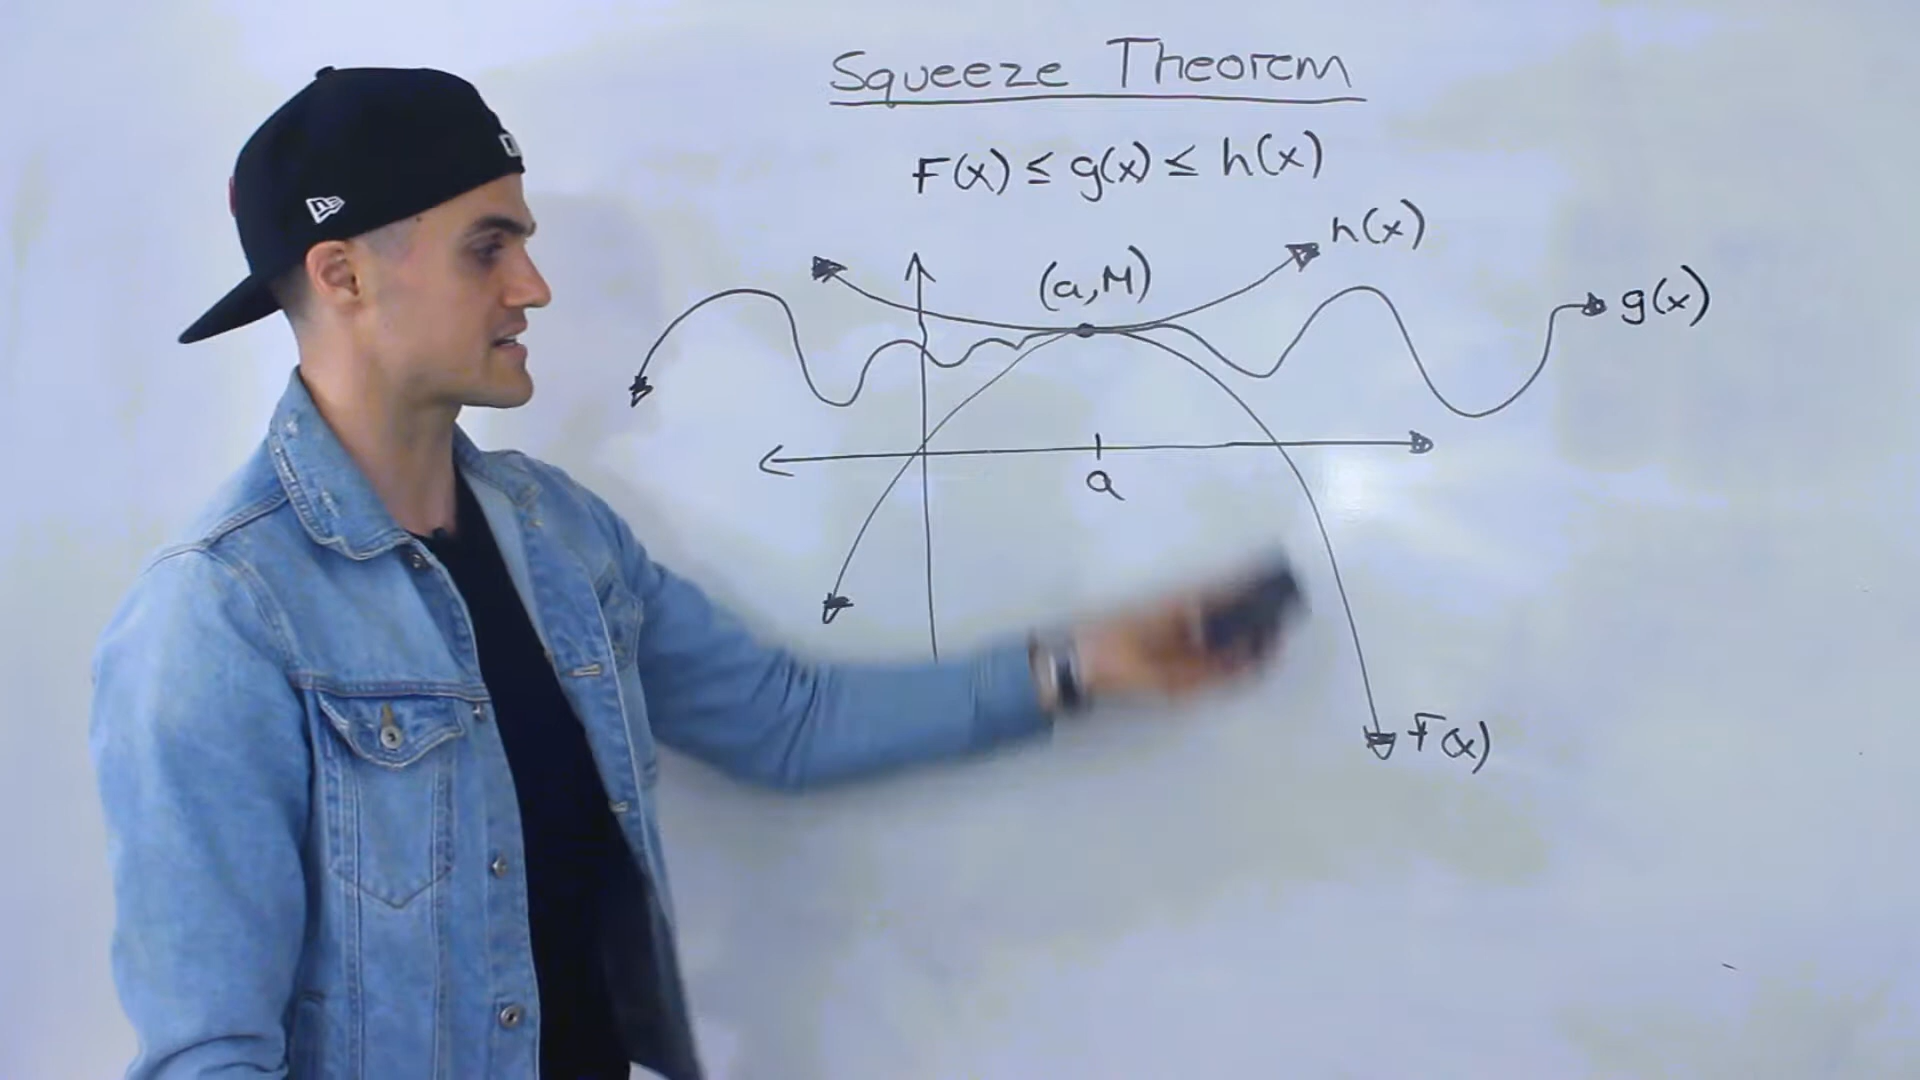 Squeeze Theorem
F(x) ≤ g(x) ≤ h(x)
h(x)
(a,M)
g(x)
a
F(x)